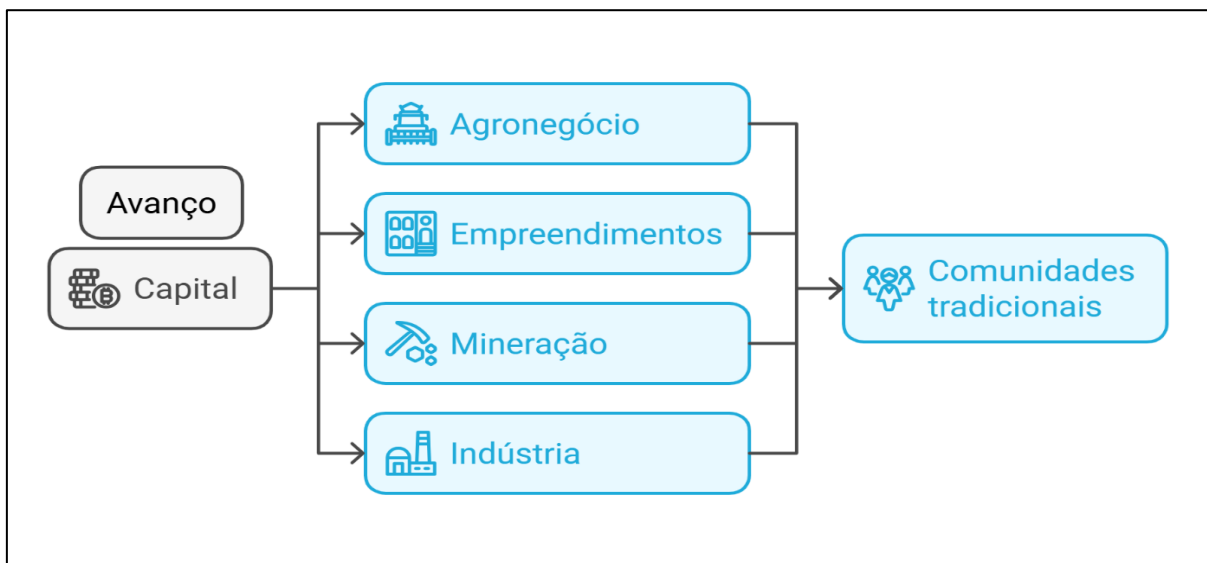 Avanço
Capital
Agronegócio
Empreendimentos
Mineração
Indústria
Comunidades
tradicionais